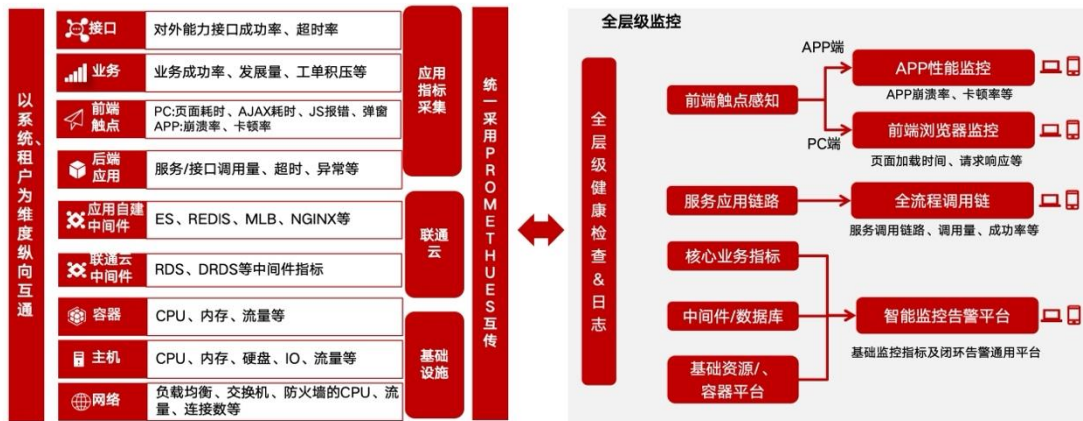 以系统、租户为维度纵向互通
接口
对外能力接口成功率、超时率
业务
业务成功率、发展量、工单积压等
前端
触点
PC:页面耗时、AJAX耗时、JS报错、弹窗
APP:崩溃率、卡顿率
后端
应用
服务/接口调用量、超时、异常等
应用自建
中间件
ES、REDIS、MLB、NGINX等
联通云
中间件
RDS、DRDS等中间件指标
容器
CPU、内存、流量等
主机
CPU、内存、硬盘、IO、流量等
网络
负载均衡、交换机、防火墙的CPU、流
量、连接数等
应用
指标
采集
联通
云
基础
设施
统一采用PROMETHUES互传
全层级监控
全层级健康检查&日志
前端触点感知
服务应用链路
核心业务指标
中间件/数据库
基础资源/、
容器平台
APP端
APP性能监控
APP崩溃率、卡顿率等
PC端
前端浏览器监控
页面加载时间、请求响应等
全流程调用链
服务调用链路、调用量、成功率等
智能监控告警平台
基础监控指标及闭环告警通用平台